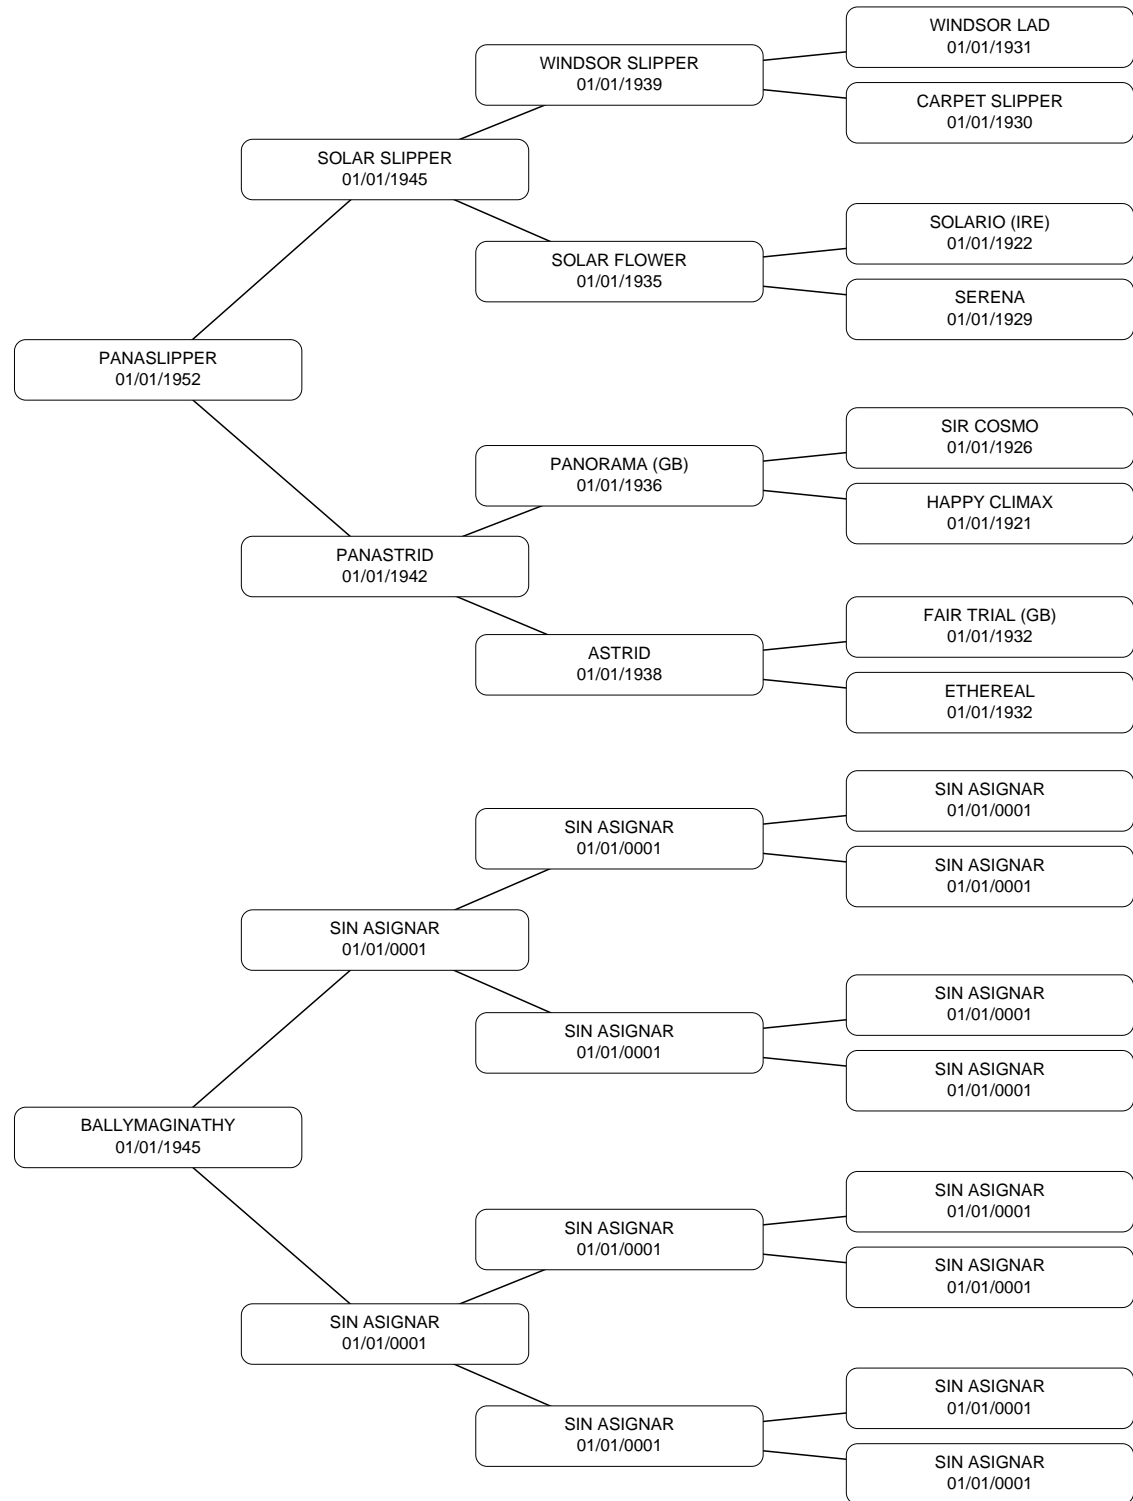 WINDSOR LAD
01/01/1931
WINDSOR SLIPPER
01/01/1939
CARPET SLIPPER
01/01/1930
SOLAR SLIPPER
01/01/1945
SOLARIO (IRE)
01/01/1922
SOLAR FLOWER
01/01/1935
SERENA
01/01/1929
PANASLIPPER
01/01/1952
SIR COSMO
01/01/1926
PANORAMA (GB)
01/01/1936
HAPPY CLIMAX
01/01/1921
PANASTRID
01/01/1942
FAIR TRIAL (GB)
01/01/1932
ASTRID
01/01/1938
ETHEREAL
01/01/1932
SIN ASIGNAR
01/01/0001
SIN ASIGNAR
01/01/0001
SIN ASIGNAR
01/01/0001
SIN ASIGNAR
01/01/0001
SIN ASIGNAR
01/01/0001
SIN ASIGNAR
01/01/0001
SIN ASIGNAR
01/01/0001
BALLYMAGINATHY
01/01/1945
SIN ASIGNAR
01/01/0001
SIN ASIGNAR
01/01/0001
SIN ASIGNAR
01/01/0001
SIN ASIGNAR
01/01/0001
SIN ASIGNAR
01/01/0001
SIN ASIGNAR
01/01/0001
SIN ASIGNAR
01/01/0001